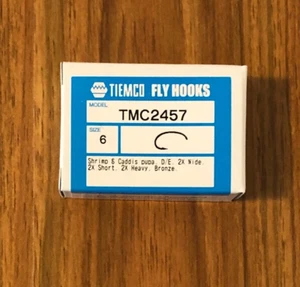 TIEMCO FLY HOOKS
MODEL
TMC2457
SIZE
6
Shrimp & Caddis pupa, D/E, 2X Wide,
2X Short, 2X Heavy, Bronze.